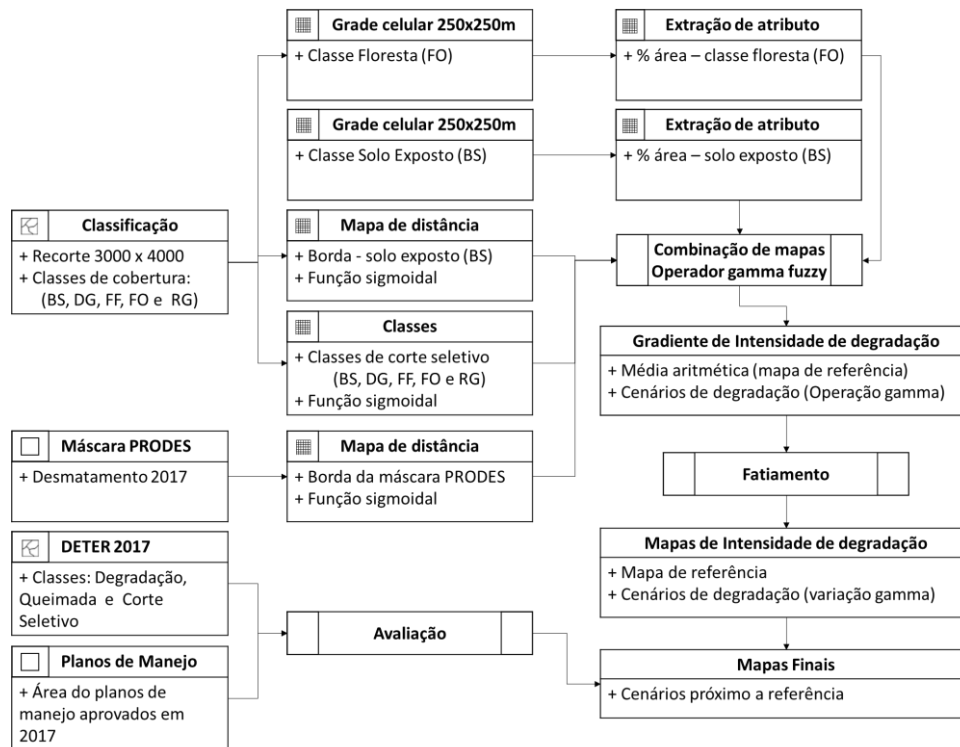 Grade celular 250x250m
+ Classe Floresta (FO)
Extração de atributo
+ % área – classe floresta (FO)
Grade celular 250x250m
+ Classe Solo Exposto (BS)
Extração de atributo
+ % área – solo exposto (BS)
Classificação
+ Recorte 3000 x 4000
+ Classes de cobertura:
(BS, DG, FF, FO e RG)
Mapa de distância
+ Borda - solo exposto (BS)
+ Função sigmoidal
Combinação de mapas
Operador gamma fuzzy
Classes
+ Classes de corte seletivo
(BS, DG, FF, FO e RG)
+ Função sigmoidal
Gradiente de Intensidade de degradação
+ Média aritmética (mapa de referência)
+ Cenários de degradação (Operação gamma)
Máscara PRODES
+ Desmatamento 2017
Mapa de distância
+ Borda da máscara PRODES
+ Função sigmoidal
Fatiamento
DETER 2017
+ Classes: Degradação,
Queimada e Corte
Seletivo
Mapas de Intensidade de degradação
+ Mapa de referência
+ Cenários de degradação (variação gamma)
Avaliação
Planos de Manejo
+ Área do planos de
manejo aprovados em
2017
Mapas Finais
+ Cenários próximo a referência